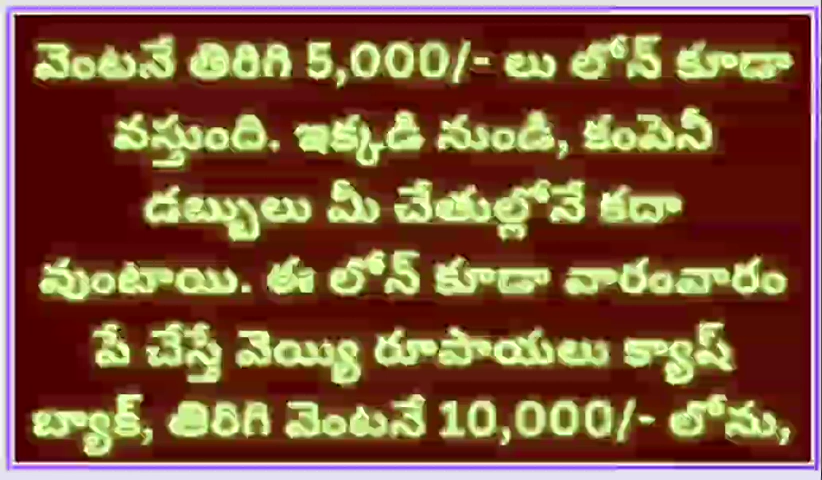 వెంటనే తిరిగి 5,000/- లు లోన్ కూడా
వస్తుంది. ఇక్కడి నుండి, కంపెనీ
డబ్బులు మీ చేతుల్లోనే కదా
వుంటాయి. ఈ లోన్ కూడా వారంవారం
పే చేస్తే వెయ్యి రూపాయలు క్యాష్
బ్యాక్, తిరిగి వెంటనే 10,000/- లోను,